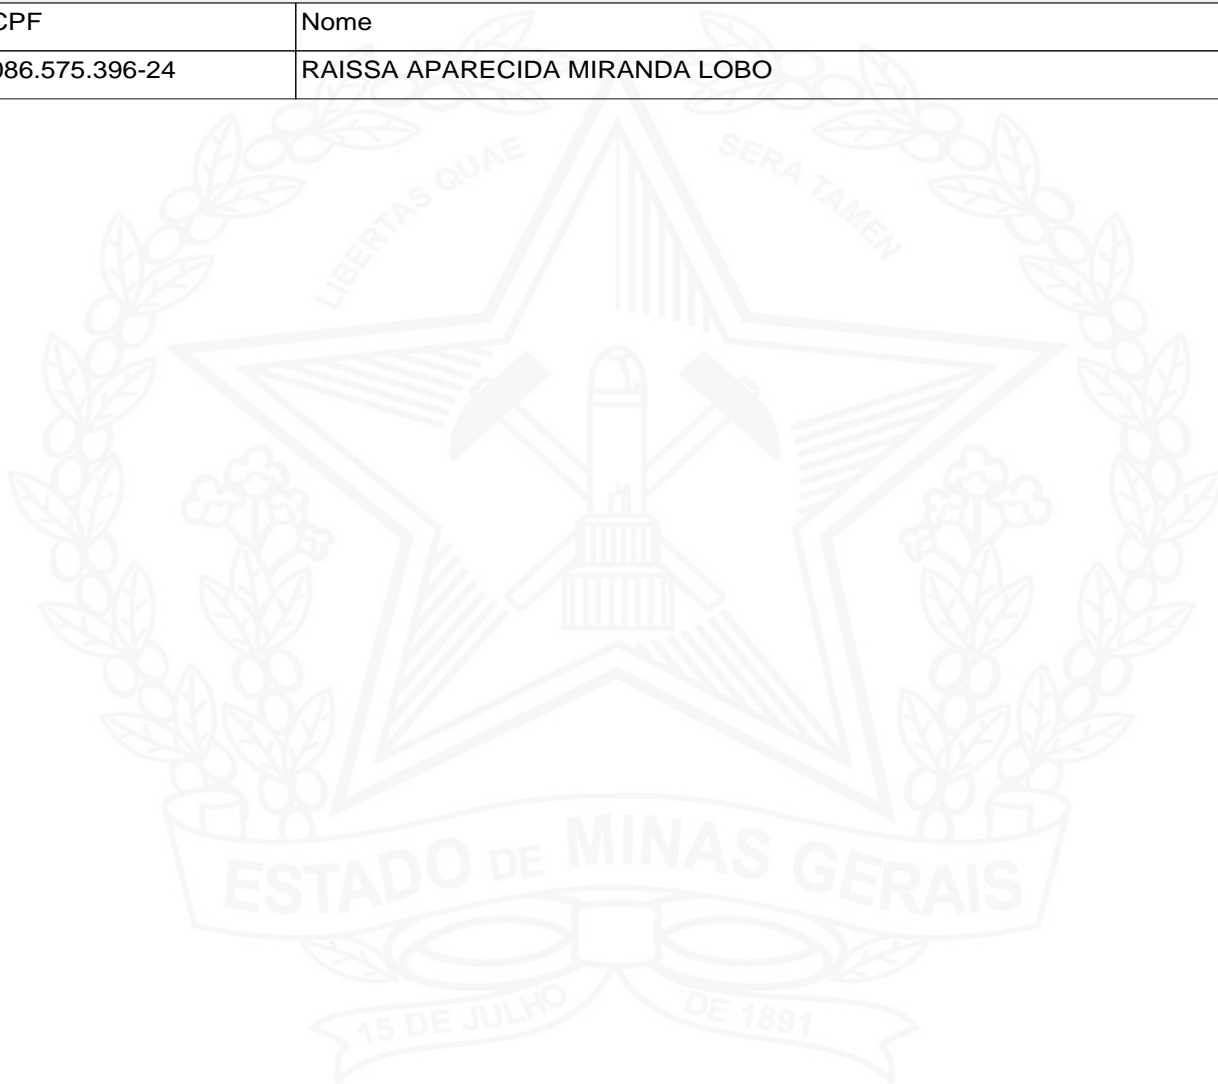 CPF Nome
086.575.396-24 RAISSA APARECIDA MIRANDA LOBO
LIBERTAS QUAE SERA TAMEN
ESTADO DE MINAS GERAIS
15 DE JULHO DE 1891